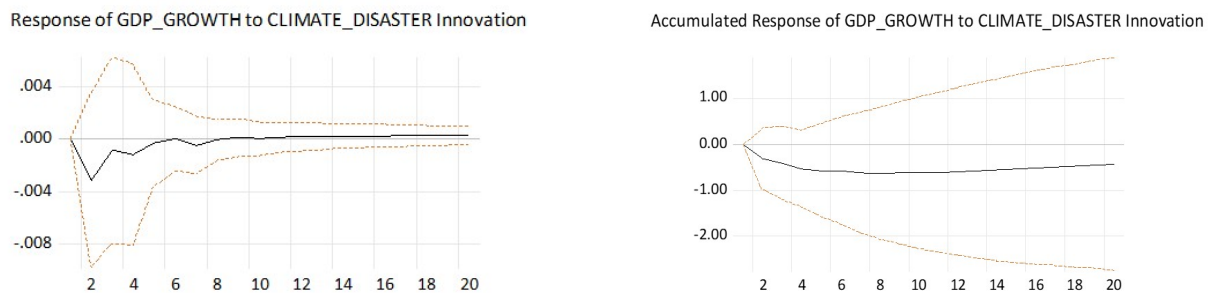 Response of GDP_GROWTH to CLIMATE_DISASTER Innovation
.004
.000
-.004
-.008
2 4 6 8 10 12 14 16 18 20
Accumulated Response of GDP_GROWTH to CLIMATE_DISASTER Innovation
1.00
0.00
-1.00
-2.00
2 4 6 8 10 12 14 16 18 20